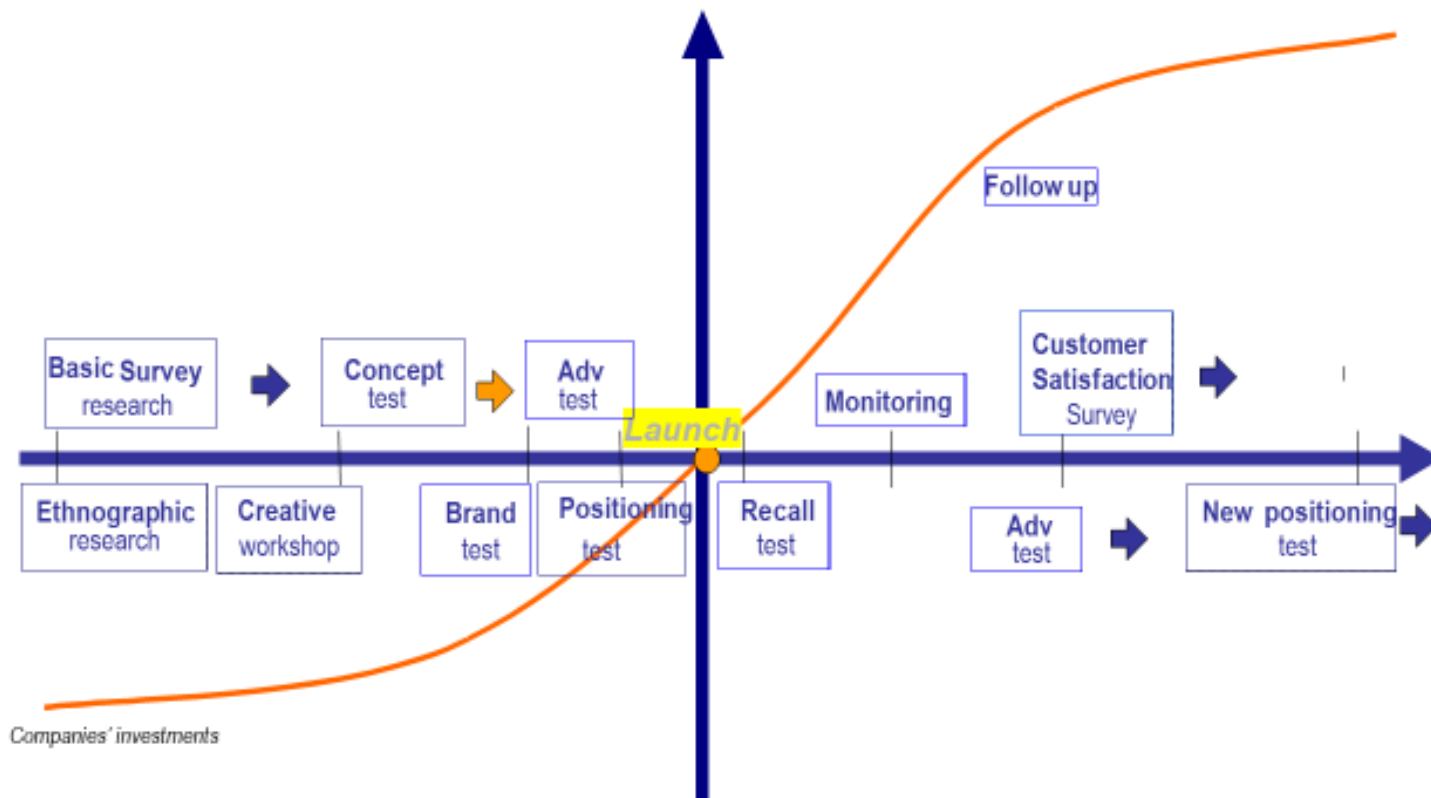 Follow up
Basic Survey
research
Concept
test
Adv
test
Launch
Monitoring
Customer
Satisfaction
Survey
Ethnographic
research
Creative
workshop
Brand
test
Positioning
test
Recall
test
Adv
test
New positioning
test
Companies' investments